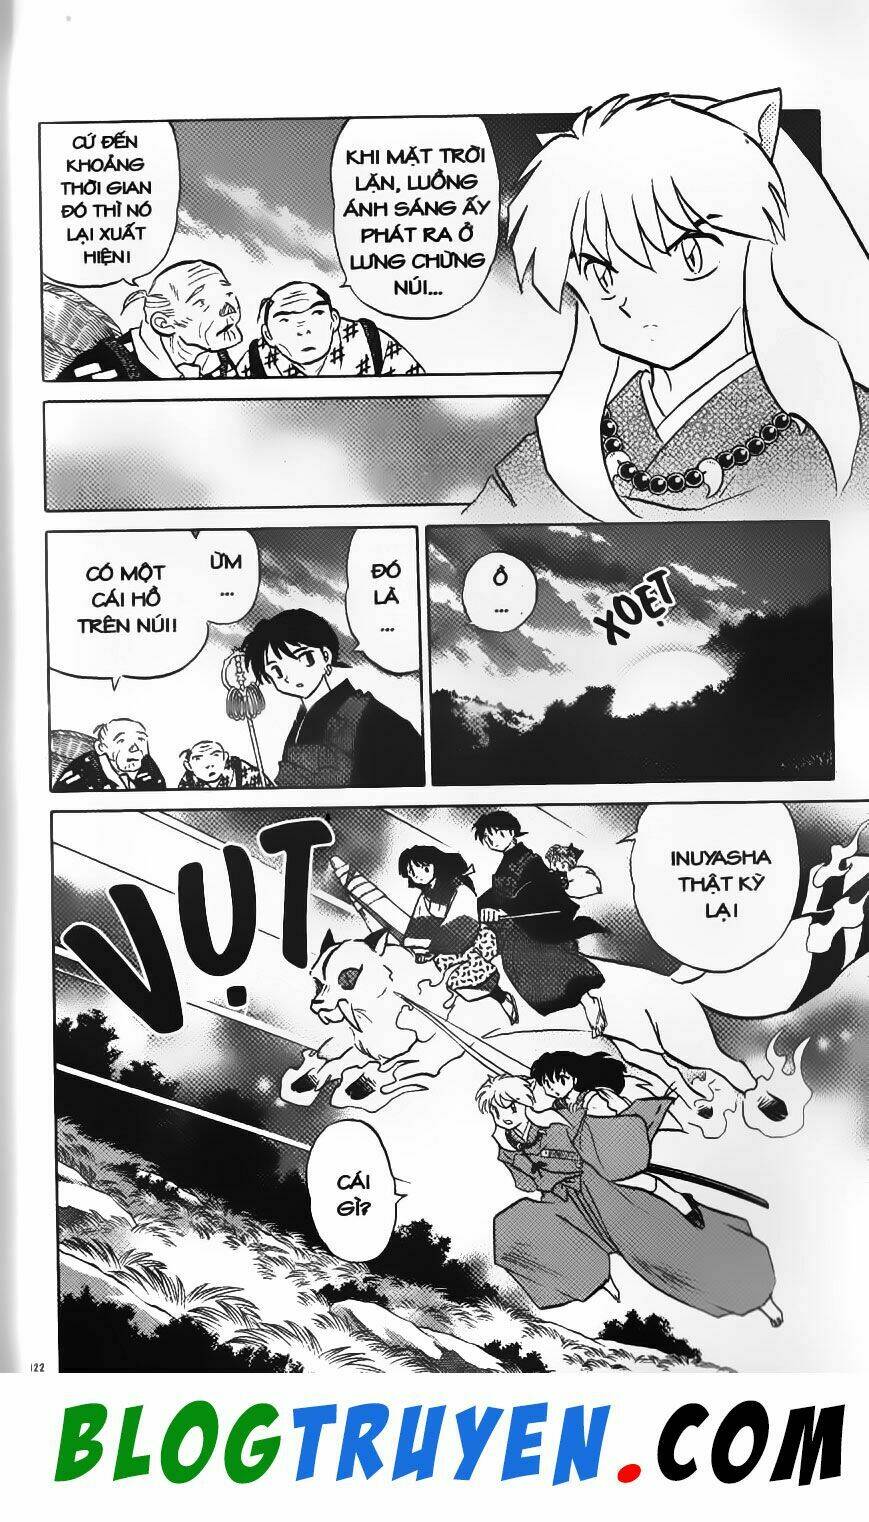 CỨ ĐẾN
KHOẢNG
THỜI GIAN
ĐÓ THÌ NÓ
LẠI XUẤT
HIỆN!
KHI MẶT TRỜI
LẶN, LUỒNG
ÁNH SÁNG ẤY
PHÁT RA Ở
LƯNG CHỪNG
NÚI...
CÓ MỘT
CÁI HỒ
TRÊN NÚI!
ỪM
...
ĐÓ
LÀ
...
Ồ
...
XOẸT
VỤT
INUYASHA
THẬT KỲ
LẠ!
CÁI
GÌ?
122
BLOGTRUYEN.COM